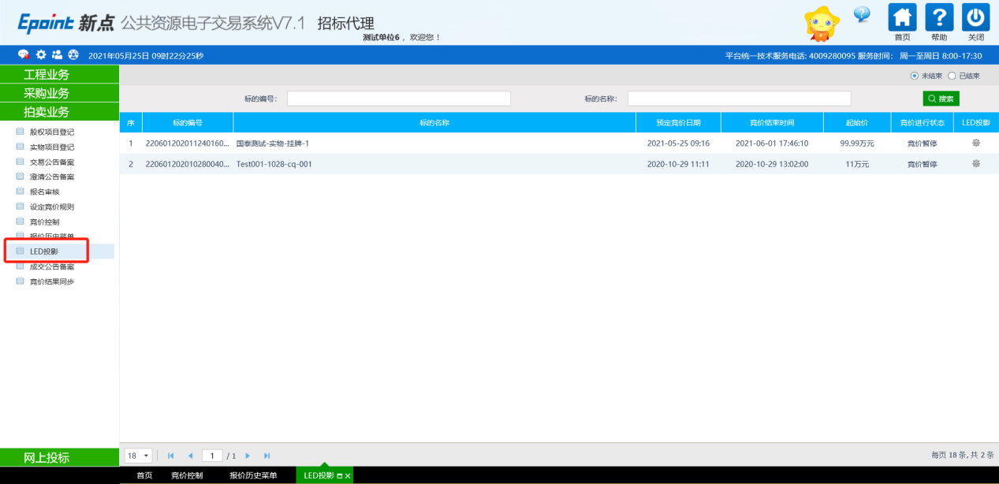 Epoint 新点 公共资源电子交易系统V7.1 招标代理
测试单位6 ，欢迎您！
首页 帮助 关闭
2021年05月25日 09时22分25秒
平台统一技术服务电话: 4009280095 服务时间： 周一至周日 8:00-17:30
工程业务
采购业务
拍卖业务
股权项目登记
实物项目登记
交易公告备案
澄清公告备案
报名审核
设定竞价规则
竞价控制
报价历史菜单
LED投影
成交公告备案
竞价结果同步
网上投标
未结束 已结束
标的编号： 标的名称： 搜索
序 标的编号 标的名称 预定竞价日期 竞价结束时间 起始价 竞价进行状态 LED投影
1 220601202011240160... 国泰测试-实物-挂牌-1 2021-05-25 09:16 2021-06-01 17:46:10 99.99万元 竞价暂停
2 220601202010280040... Test001-1028-cq-001 2020-10-29 11:11 2020-10-29 13:02:00 11万元 竞价暂停
18 1 / 1 每页 18 条, 共 2 条
首页 竞价控制 报价历史菜单 LED投影